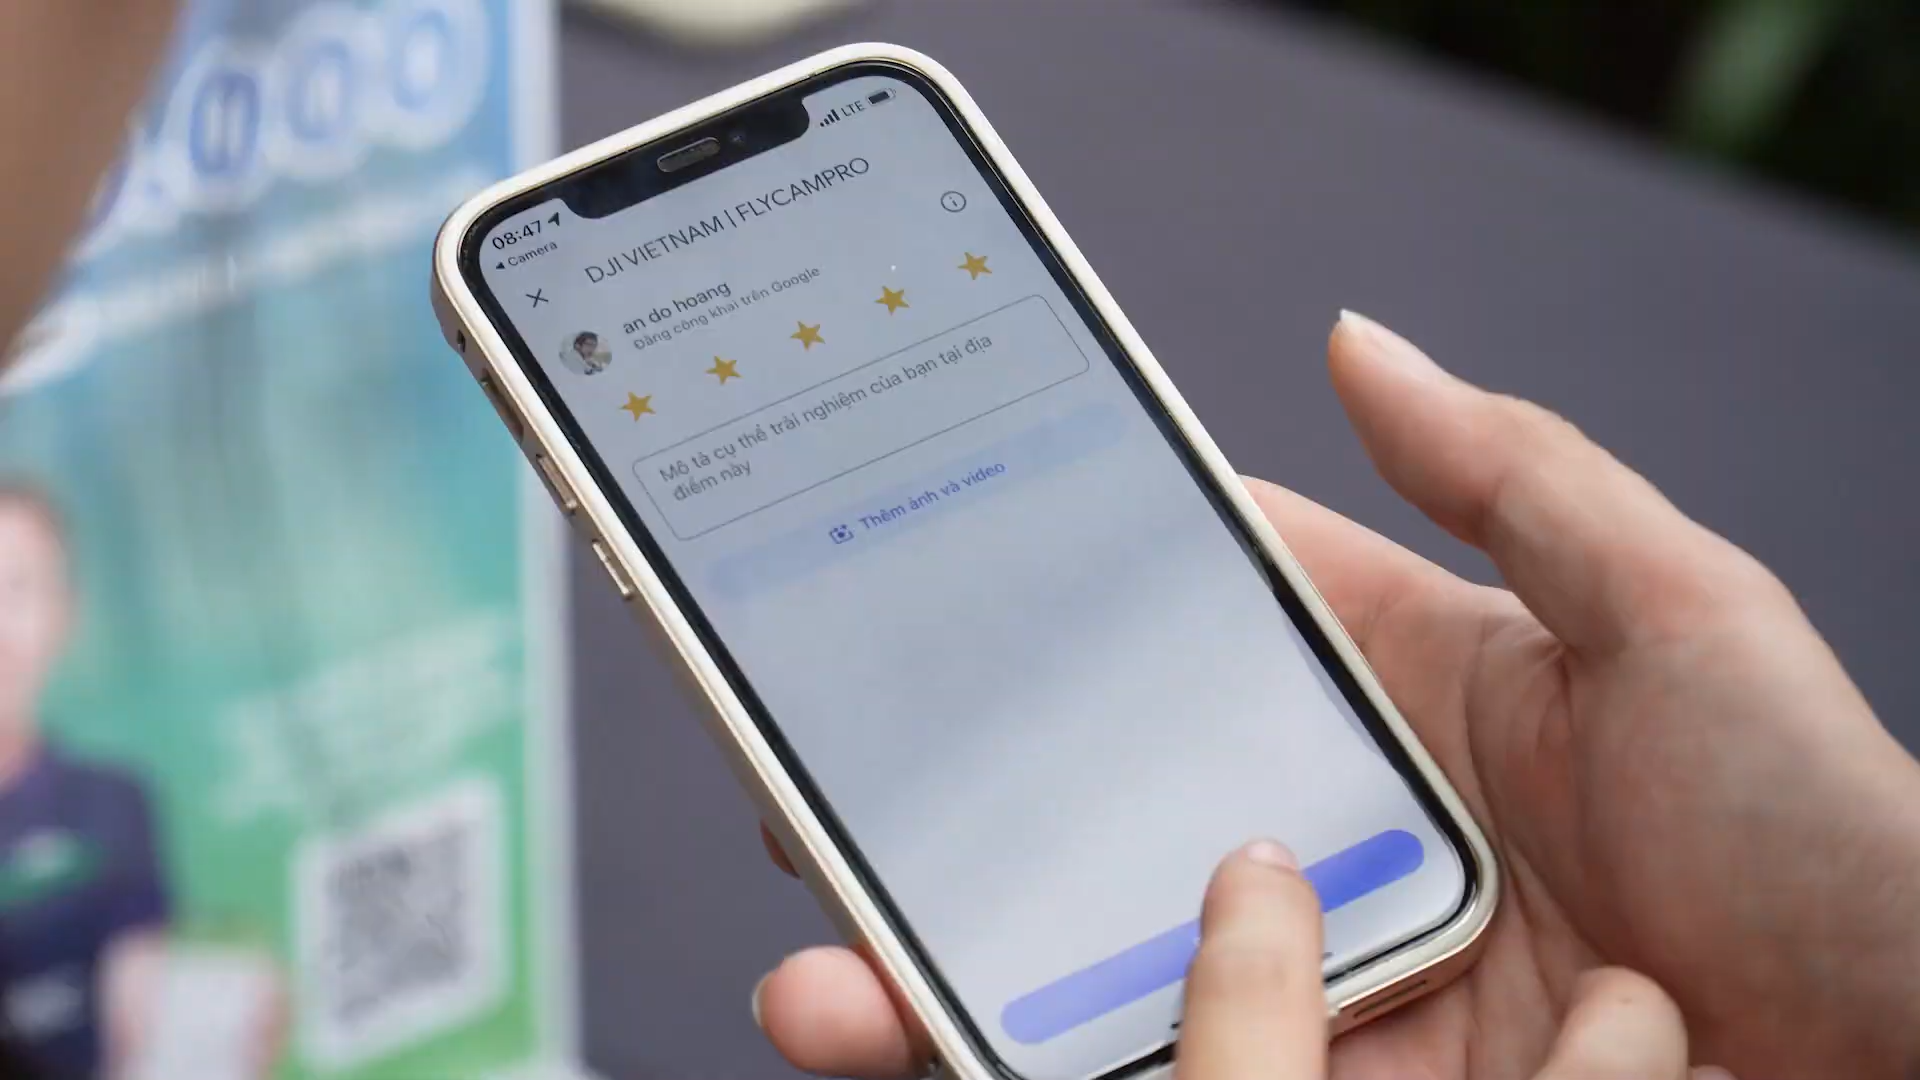 08:47
LTE
Camera
DJI VIETNAM | FLYCAMPRO
an do hoang
Đăng công khai trên Google
Mô tả cụ thể trải nghiệm của bạn tại địa
điểm này
Thêm ảnh và video